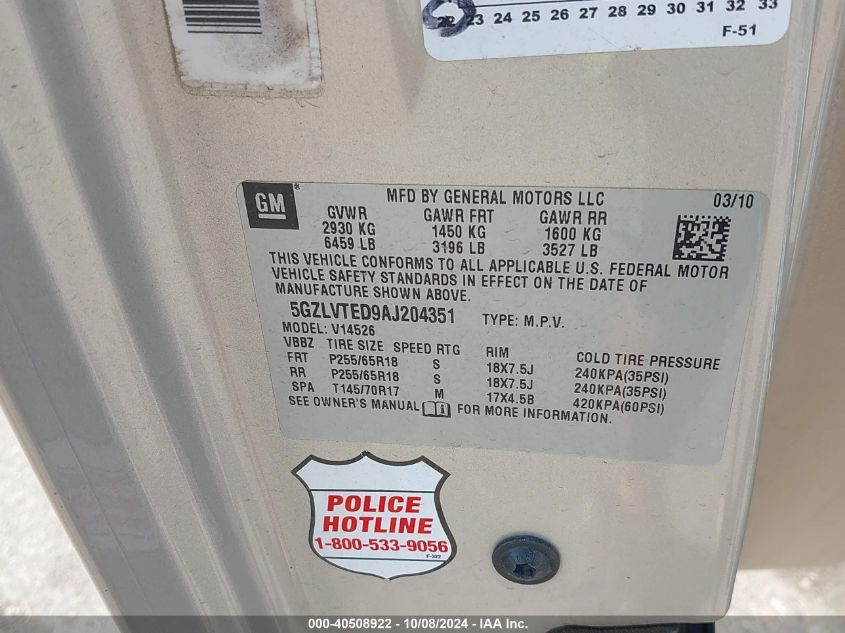 22 23 24 25 26 27 28 29 30 31 32 33
F-51
GM
MFD BY GENERAL MOTORS LLC 03/10
GVWR GAWR FRT GAWR RR
2930 KG 1450 KG 1600 KG
6459 LB 3196 LB 3527 LB
THIS VEHICLE CONFORMS TO ALL APPLICABLE U.S. FEDERAL MOTOR
VEHICLE SAFETY STANDARDS IN EFFECT ON THE DATE OF
MANUFACTURE SHOWN ABOVE.
5GZLVTED9AJ204351 TYPE: M.P.V.
MODEL: V14526
VBBZ TIRE SIZE SPEED RTG RIM COLD TIRE PRESSURE
FRT P255/65R18 S 18X7.5J 240KPA(35PSI)
RR P255/65R18 S 18X7.5J 240KPA(35PSI)
SPA T145/70R17 M 17X4.5B 420KPA(60PSI)
SEE OWNER'S MANUAL FOR MORE INFORMATION.
POLICE
HOTLINE
1-800-533-9056
F-322
000-40508922 - 10/08/2024 - IAA Inc.